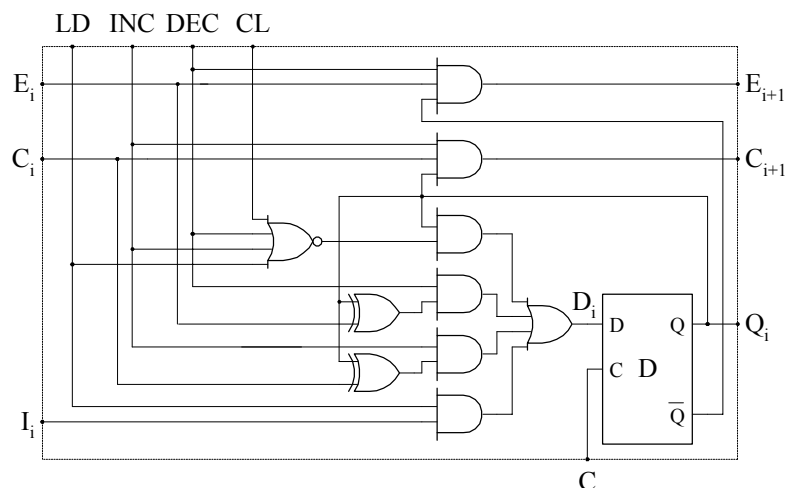 LD INC DEC CL
Eᵢ Eᵢ₊₁
Cᵢ Cᵢ₊₁
Dᵢ
D Q Qᵢ
C D
Iᵢ Q̅
C